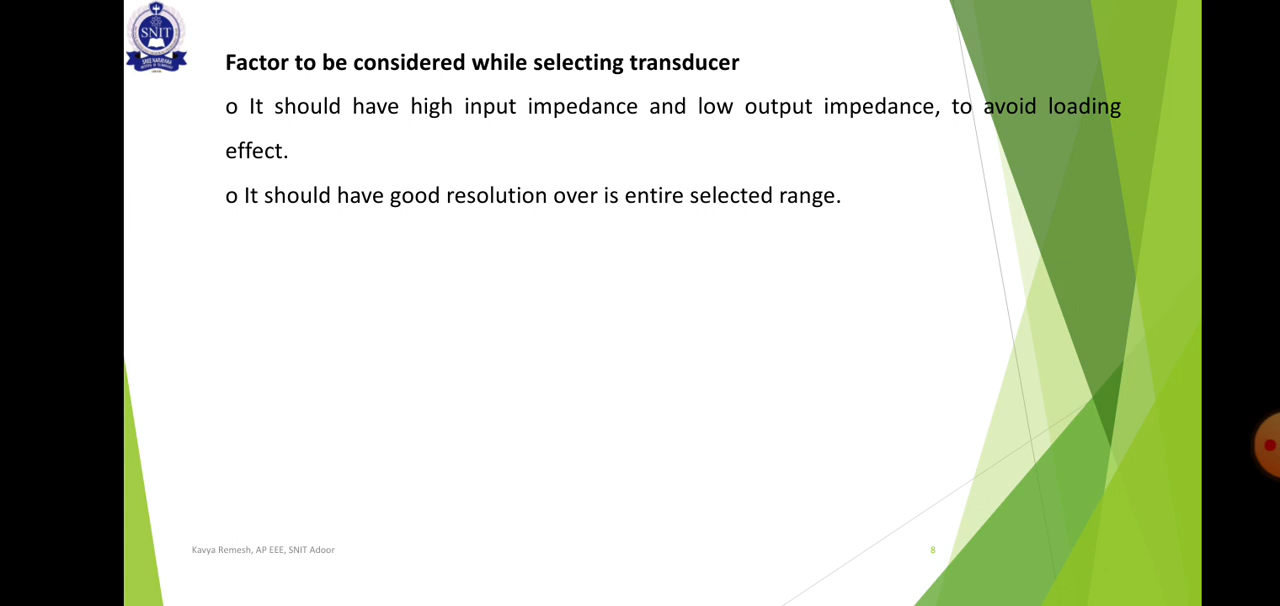 SNIT
Factor to be considered while selecting transducer
o It should have high input impedance and low output impedance, to avoid loading
effect.
o It should have good resolution over is entire selected range.
Kavya Remesh, AP EEE, SNIT Adoor
8